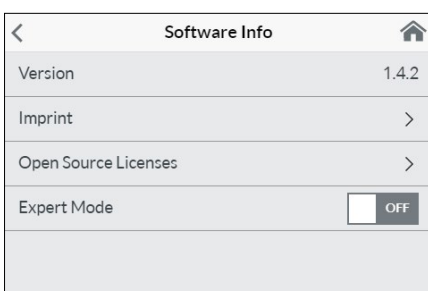 Software Info
Version 1.4.2
Imprint
Open Source Licenses
Expert Mode OFF